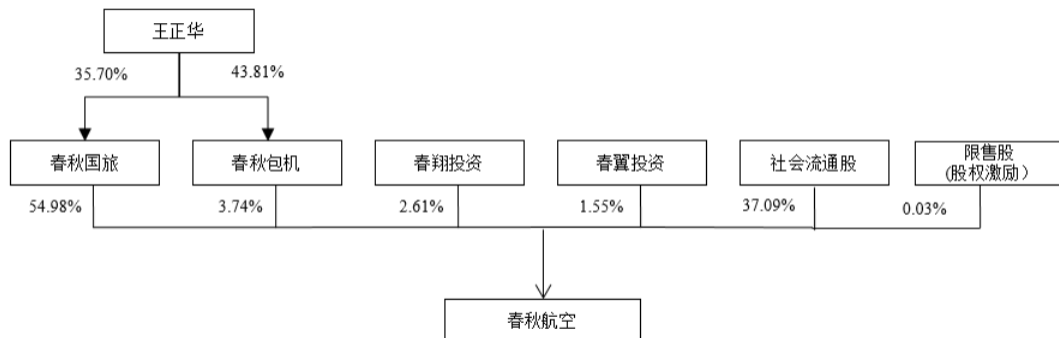 王正华
35.70%
43.81%
春秋国旅
春秋包机
春翔投资
春翼投资
社会流通股
限售股
(股权激励）
54.98%
3.74%
2.61%
1.55%
37.09%
0.03%
春秋航空